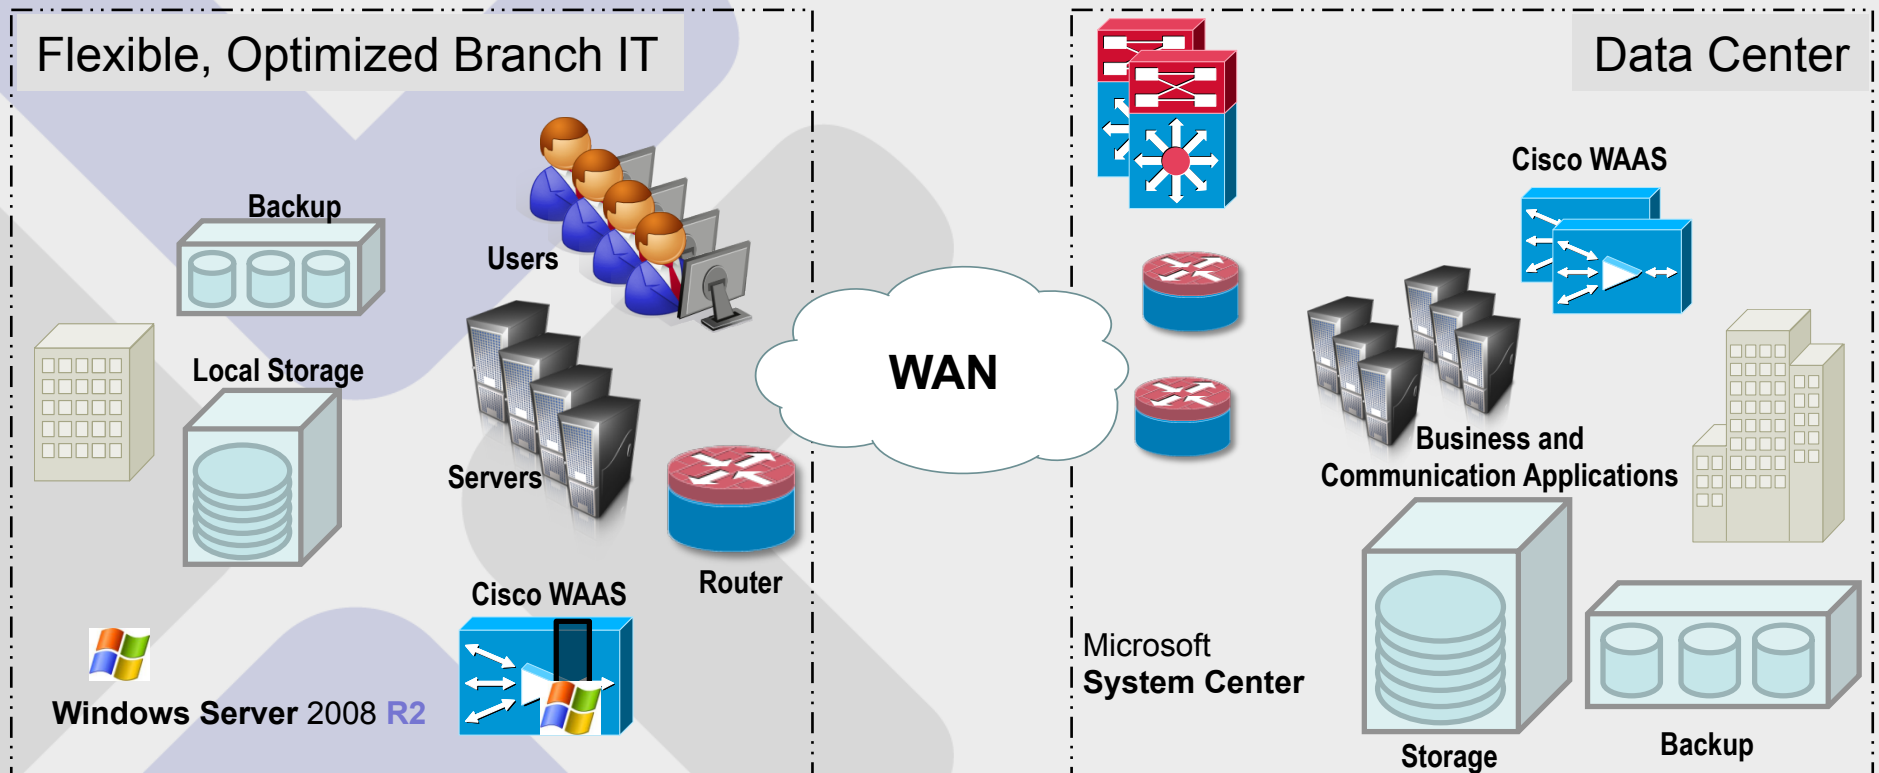 Flexible, Optimized Branch IT
Data Center
Backup
Users
Local Storage
Servers
Router
Cisco WAAS
Windows Server 2008 R2
WAN
Cisco WAAS
Business and
Communication Applications
Microsoft
System Center
Storage
Backup